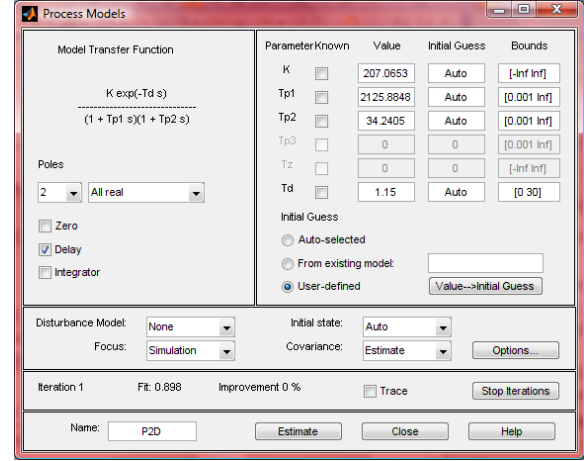 Process Models
Model Transfer Function
K exp(-Td s)
----------------------------
(1 + Tp1 s)(1 + Tp2 s)
Poles
2 All real
Zero
Delay
Integrator
Parameter Known Value Initial Guess Bounds
K 207.0653 Auto [-Inf Inf]
Tp1 2125.8848 Auto [0.001 Inf]
Tp2 34.2405 Auto [0.001 Inf]
Tp3 0 0 [0.001 Inf]
Tz 0 0 [-Inf Inf]
Td 1.15 Auto [0 30]
Initial Guess
Auto-selected
From existing model:
User-defined Value-->Initial Guess
Disturbance Model: None Initial state: Auto
Focus: Simulation Covariance: Estimate Options...
Iteration 1 Fit: 0.898 Improvement 0 % Trace Stop Iterations
Name: P2D Estimate Close Help